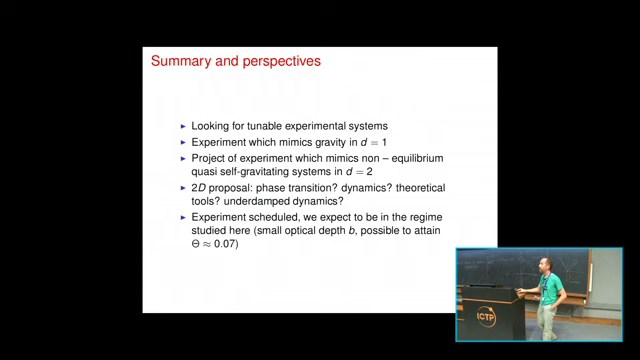 Summary and perspectives
Looking for tunable experimental systems
Experiment which mimics gravity in d = 1
Project of experiment which mimics non − equilibrium
quasi self-gravitating systems in d = 2
2D proposal: phase transition? dynamics? theoretical
tools? underdamped dynamics?
Experiment scheduled, we expect to be in the regime
studied here (small optical depth b, possible to attain
Θ ≈ 0.07)
ICTP